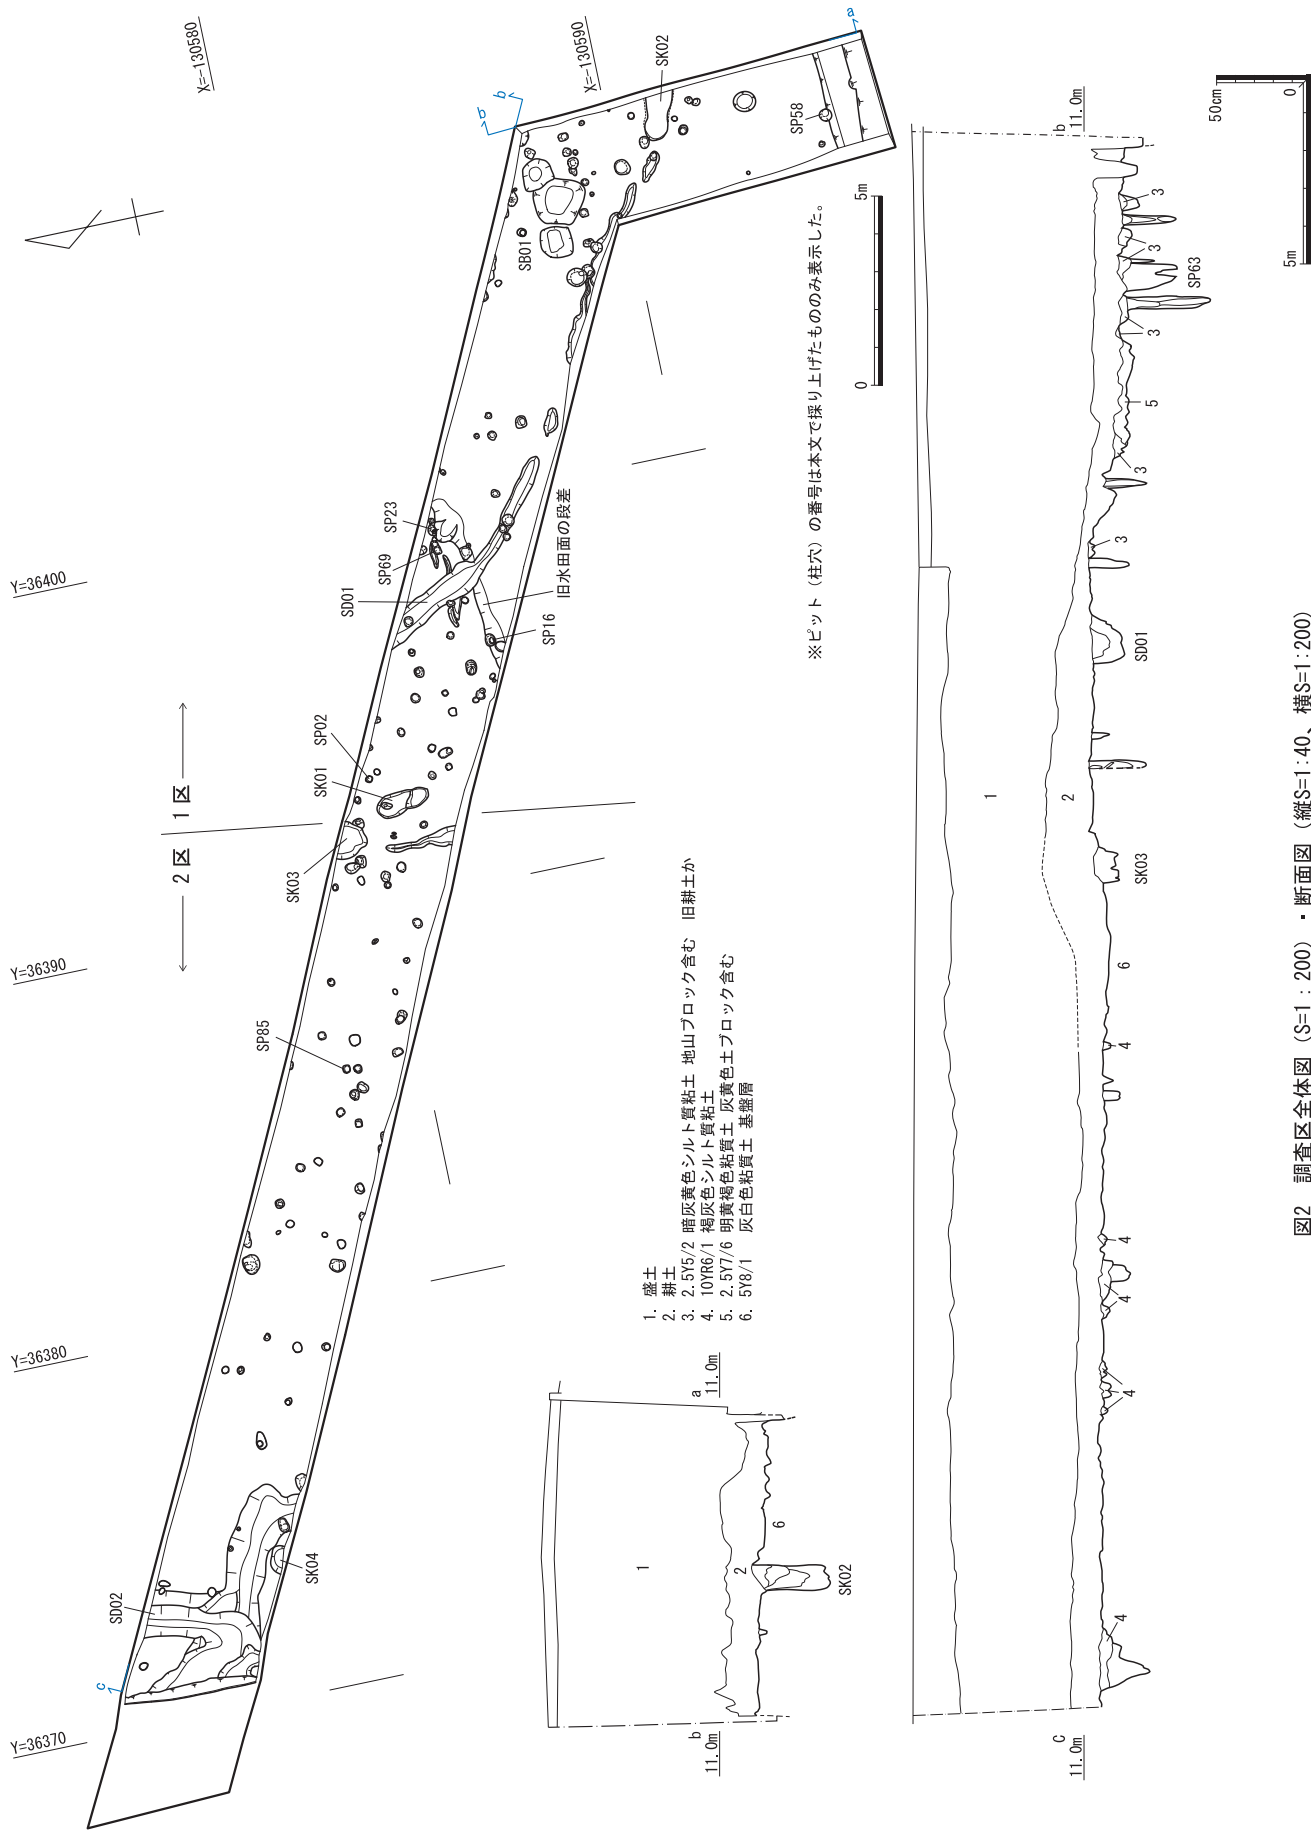 X=-130580
X=-130590
Y=36400
Y=36390
Y=36380
Y=36370
a
b
b
c
2区
1区
SK02
SP58
SB01
SP23
SP69
SD01
SP16
旧水田面の段差
SP02
SK01
SK03
SP85
SK04
SD02
0
5m
※ピット（柱穴）の番号は本文で採り上げたもののみ表示した。
1. 盛土
2. 耕土
3. 2.5Y5/2 暗灰黄色シルト質粘土 地山ブロック含む 旧耕土か
4. 10YR6/1 褐灰色シルト質粘土
5. 2.5Y7/6 明黄褐色粘質土 灰黄色土ブロック含む
6. 5Y8/1 灰白色粘質土 基盤層
b
11.0m
a
11.0m
1
2
6
SK02
C
11.0m
b
11.0m
1
2
4
4
4
4
4
6
SK03
SD01
3
3
5
3
SP63
3
3
3
50cm
0
5m
図2 調査区全体図（S=1：200）・断面図（縦S=1:40、横S=1:200）